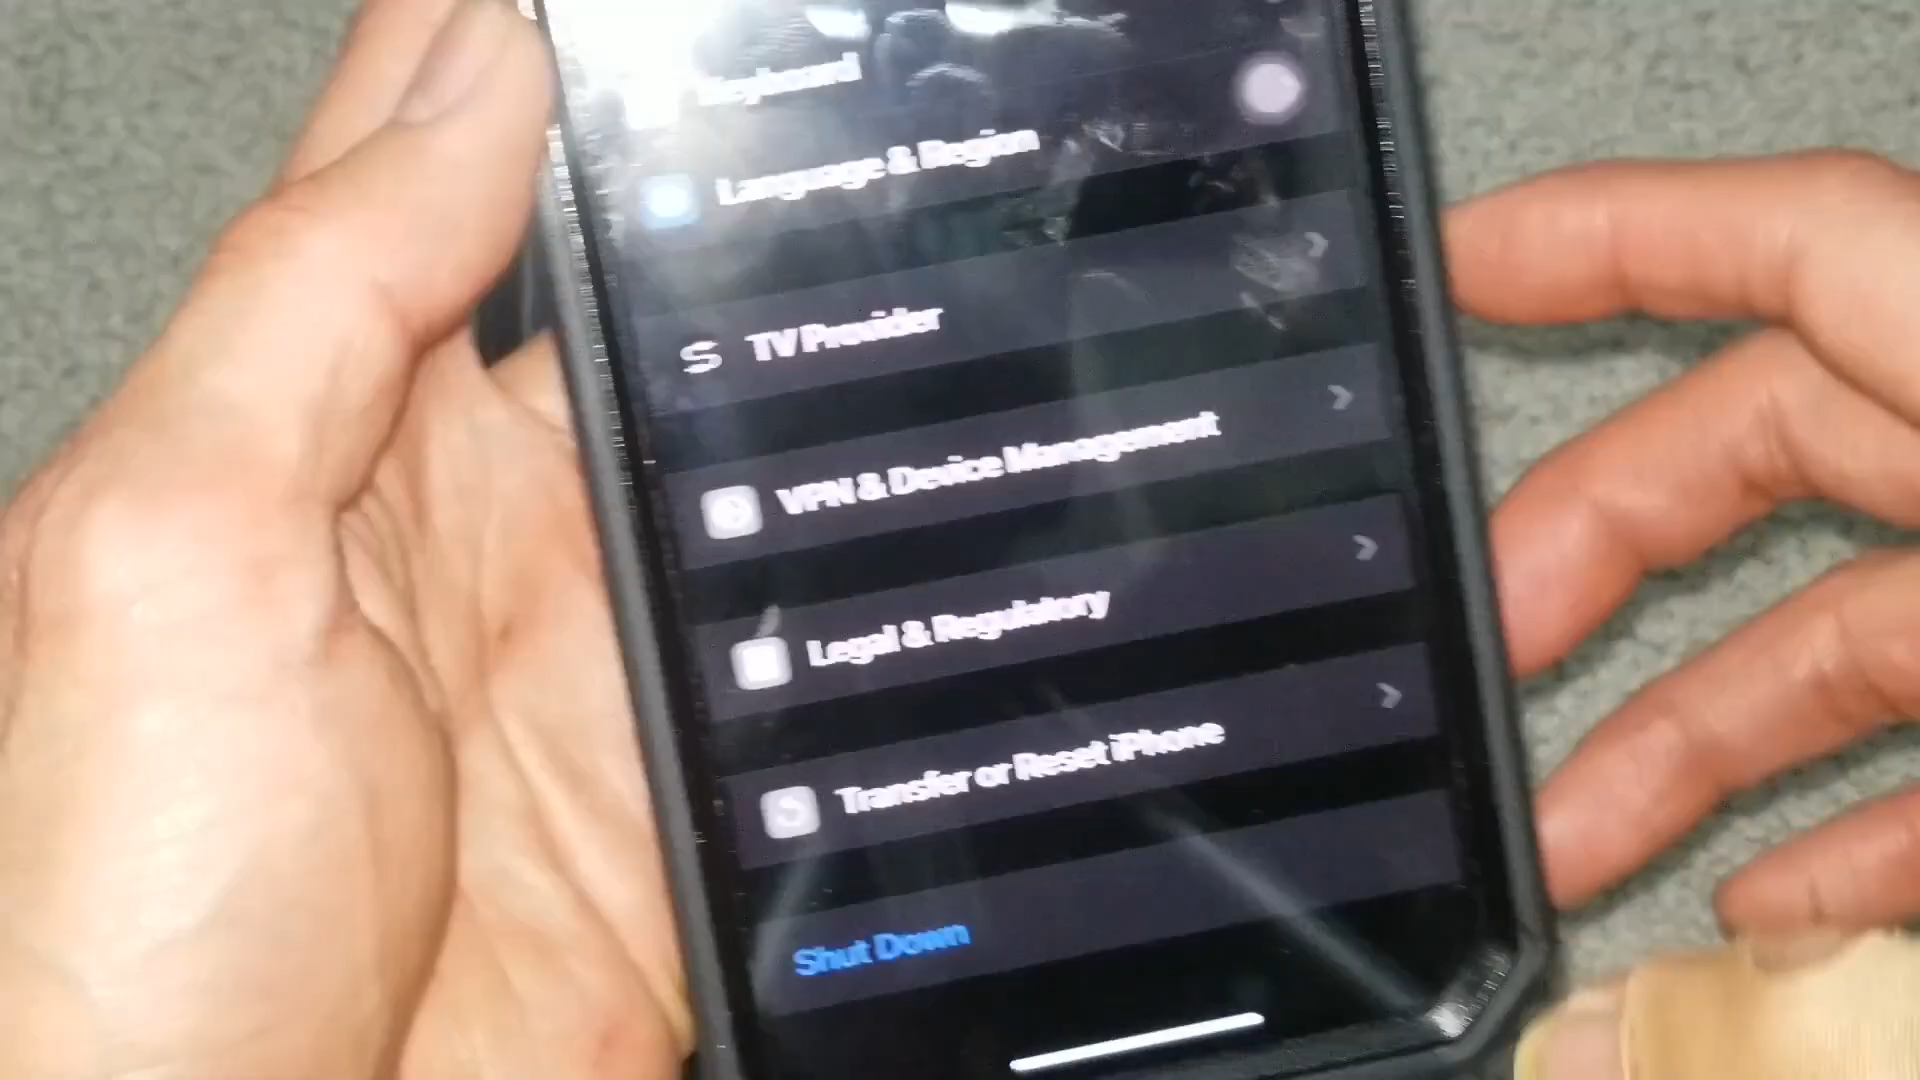 Keyboard
Language & Region
TV Provider
VPN & Device Management
Legal & Regulatory
Transfer or Reset iPhone
Shut Down